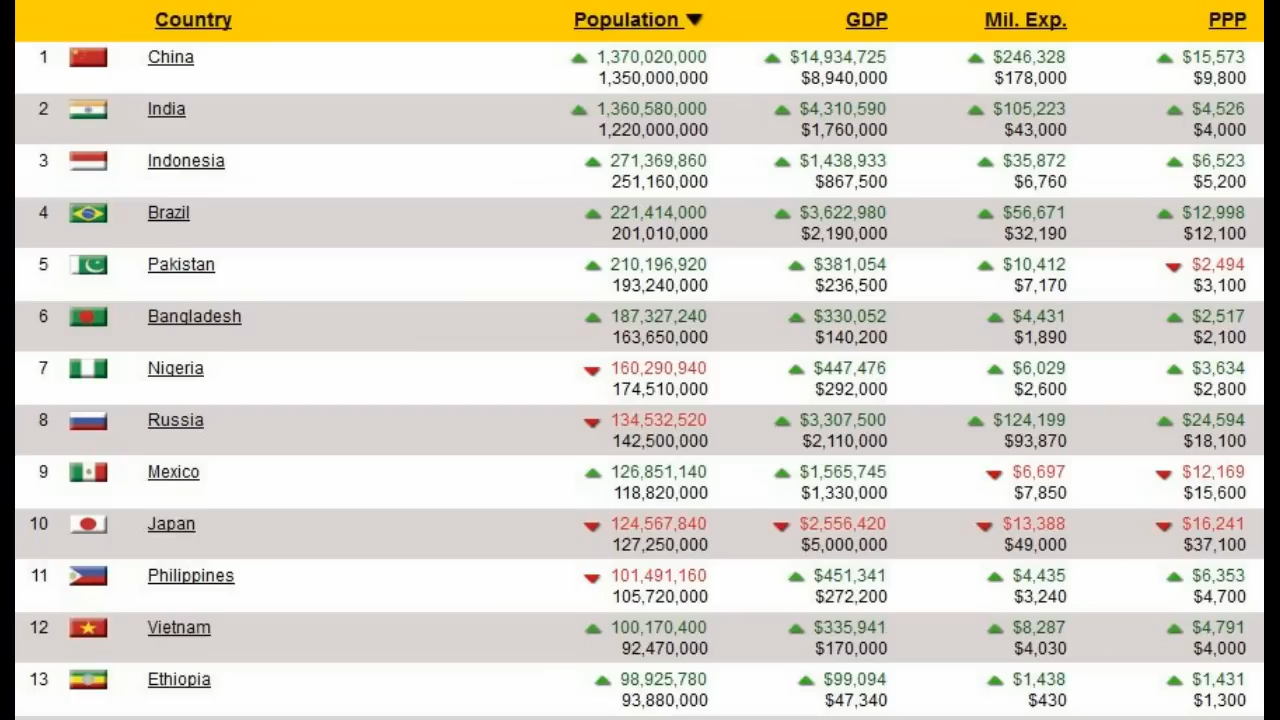 Country Population ▼ GDP Mil. Exp. PPP
1 China ▲ 1,370,020,000 ▲ $14,934,725 ▲ $246,328 ▲ $15,573
1,350,000,000 $8,940,000 $178,000 $9,800
2 India ▲ 1,360,580,000 ▲ $4,310,590 ▲ $105,223 ▲ $4,526
1,220,000,000 $1,760,000 $43,000 $4,000
3 Indonesia ▲ 271,369,860 ▲ $1,438,933 ▲ $35,872 ▲ $6,523
251,160,000 $867,500 $6,760 $5,200
4 Brazil ▲ 221,414,000 ▲ $3,622,980 ▲ $56,671 ▲ $12,998
201,010,000 $2,190,000 $32,190 $12,100
5 Pakistan ▲ 210,196,920 ▲ $381,054 ▲ $10,412 ▼ $2,494
193,240,000 $236,500 $7,170 $3,100
6 Bangladesh ▲ 187,327,240 ▲ $330,052 ▲ $4,431 ▲ $2,517
163,650,000 $140,200 $1,890 $2,100
7 Nigeria ▼ 160,290,940 ▲ $447,476 ▲ $6,029 ▲ $3,634
174,510,000 $292,000 $2,600 $2,800
8 Russia ▼ 134,532,520 ▲ $3,307,500 ▲ $124,199 ▲ $24,594
142,500,000 $2,110,000 $93,870 $18,100
9 Mexico ▲ 126,851,140 ▲ $1,565,745 ▼ $6,697 ▼ $12,169
118,820,000 $1,330,000 $7,850 $15,600
10 Japan ▼ 124,567,840 ▼ $2,556,420 ▼ $13,388 ▼ $16,241
127,250,000 $5,000,000 $49,000 $37,100
11 Philippines ▼ 101,491,160 ▲ $451,341 ▲ $4,435 ▲ $6,353
105,720,000 $272,200 $3,240 $4,700
12 Vietnam ▲ 100,170,400 ▲ $335,941 ▲ $8,287 ▲ $4,791
92,470,000 $170,000 $4,030 $4,000
13 Ethiopia ▲ 98,925,780 ▲ $99,094 ▲ $1,438 ▲ $1,431
93,880,000 $47,340 $430 $1,300